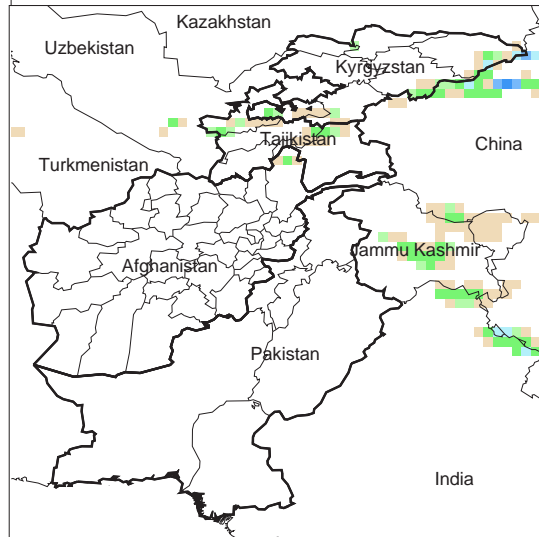 Kazakhstan
Uzbekistan
Kyrgyzstan
Tajikistan
China
Turkmenistan
Jammu Kashmir
Afghanistan
Pakistan
India